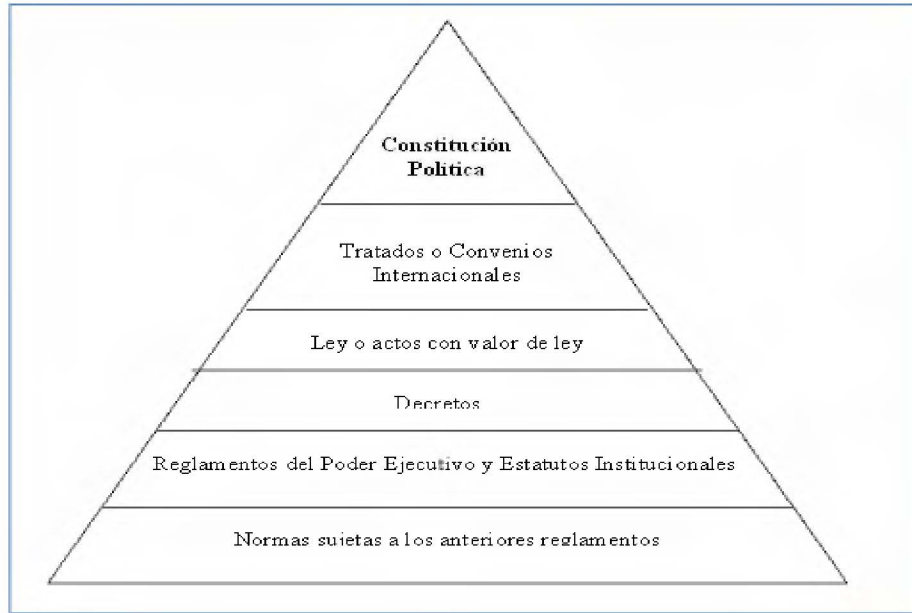 Constitución
Política
Tratados o Convenios
Internacionales
Ley o actos con valor de ley
Decretos
Reglamentos del Poder Ejecutivo y Estatutos Institucionales
Normas sujetas a los anteriores reglamentos